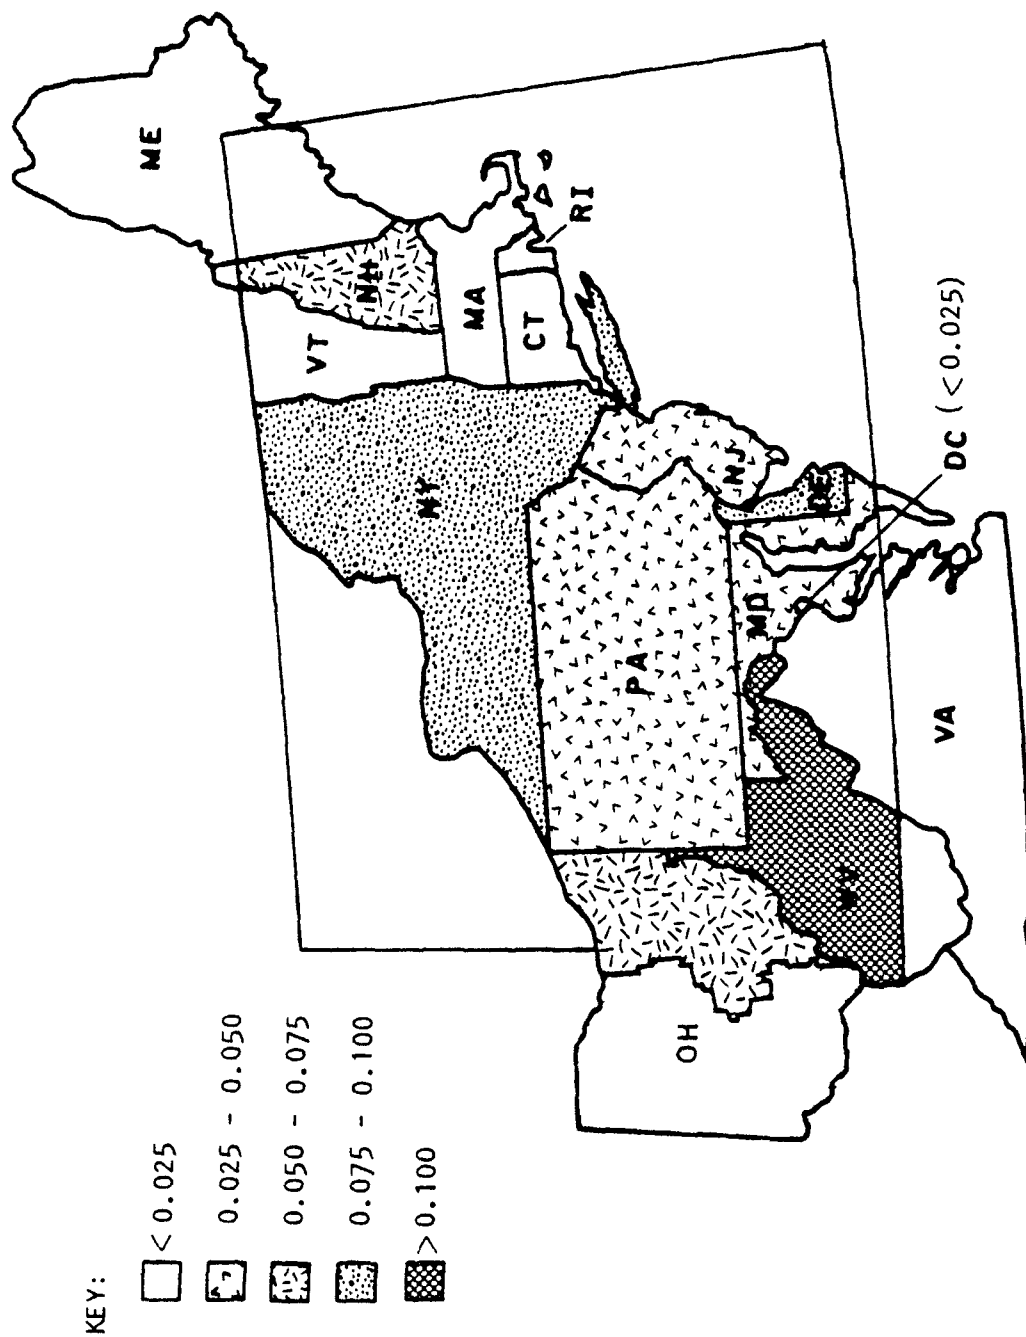 KEY:
< 0.025
0.025 - 0.050
0.050 - 0.075
0.075 - 0.100
> 0.100
ME
NH
VT
MA
RI
CT
NY
NJ
PA
DE
MD
DC (< 0.025)
OH
WV
VA